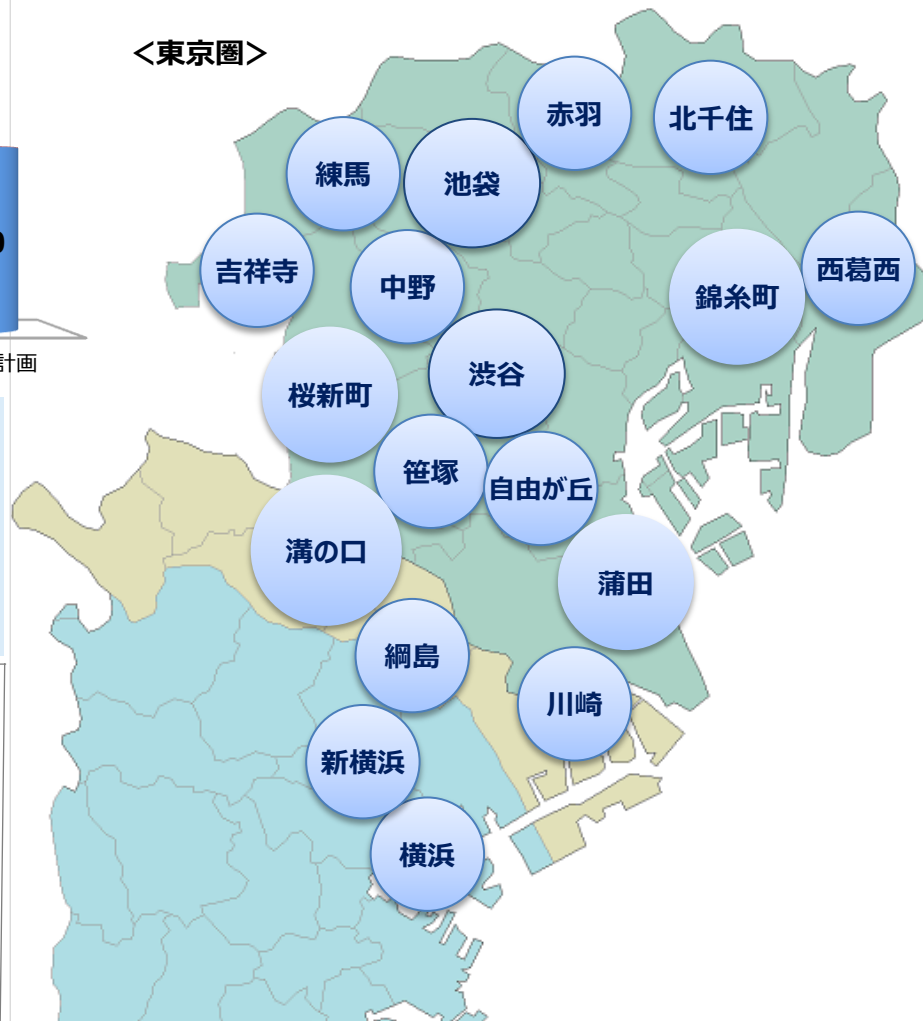 <東京圏>
赤羽
北千住
練馬
池袋
吉祥寺
中野
錦糸町
西葛西
計画
渋谷
桜新町
笹塚
自由が丘
溝の口
蒲田
綱島
川崎
新横浜
横浜